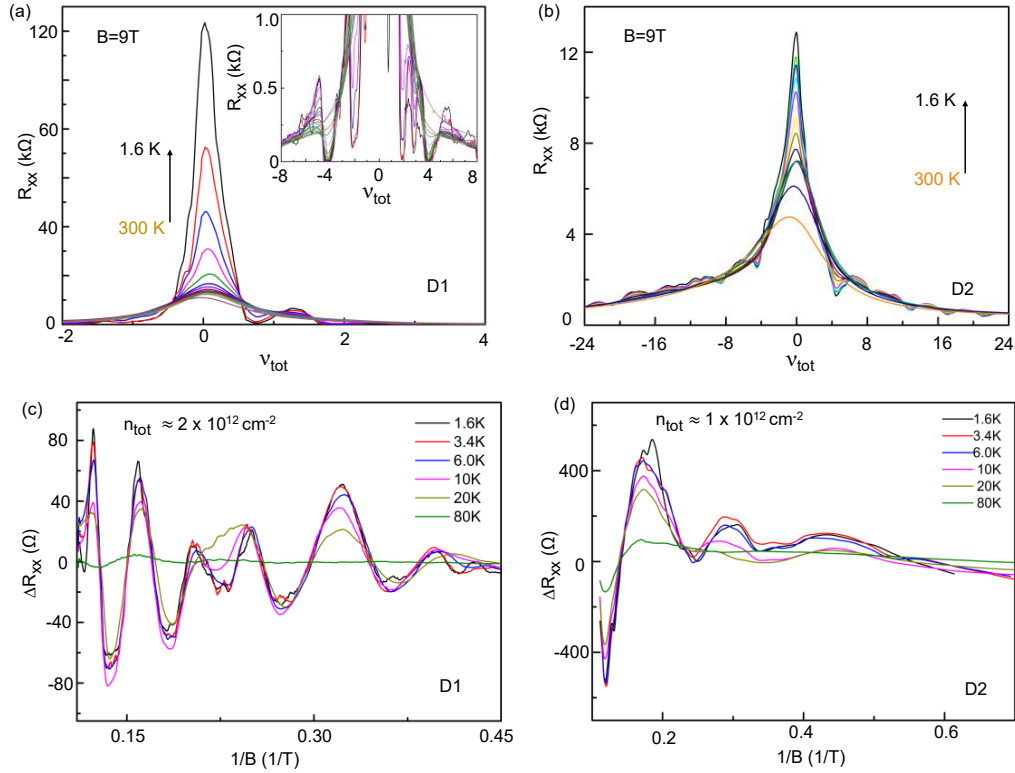 (a)
B=9T
R_xx (kΩ)
120
80
40
0
1.6 K
300 K
D1
-4
-2
0
2
4
ν_tot
R_xx (kΩ)
1.0
0.5
0
-8
-4
0
4
8
ν_tot
(b)
B=9T
R_xx (kΩ)
12
8
4
0
1.6 K
300 K
D2
-24
-16
-8
0
8
16
24
ν_tot
(c)
n_tot ≈ 2 x 10^12 cm^-2
1.6K
3.4K
6.0K
10K
20K
80K
ΔR_xx (Ω)
80
40
0
-40
-80
D1
0.15
0.30
0.45
1/B (1/T)
(d)
n_tot ≈ 1 x 10^12 cm^-2
1.6K
3.4K
6.0K
10K
20K
80K
ΔR_xx (Ω)
400
0
-400
D2
0.2
0.4
0.6
1/B (1/T)